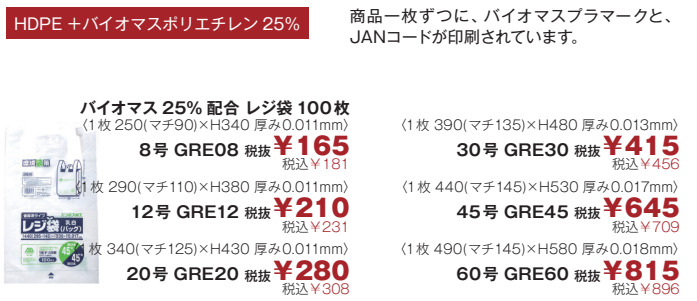 HDPE＋バイオマスポリエチレン 25%
商品一枚ずつに、バイオマスプラマークと、
JANコードが印刷されています。
バイオマス 25% 配合 レジ袋 100枚
〈1枚 250(マチ90)×H340 厚み0.011mm〉
8号 GRE08 税抜￥165
税込￥181
〈1枚 290(マチ110)×H380 厚み0.011mm〉
12号 GRE12 税抜￥210
税込￥231
枚 340(マチ125)×H430 厚み0.011mm〉
20号 GRE20 税抜￥280
税込￥308
〈1枚 390(マチ135)×H480 厚み0.013mm〉
30号 GRE30 税抜￥415
税込￥456
〈1枚 440(マチ145)×H530 厚み0.017mm〉
45号 GRE45 税抜￥645
税込￥709
〈1枚 490(マチ145)×H580 厚み0.018mm〉
60号 GRE60 税抜￥815
税込￥896
レジ袋
乳白
(バッグ)
45